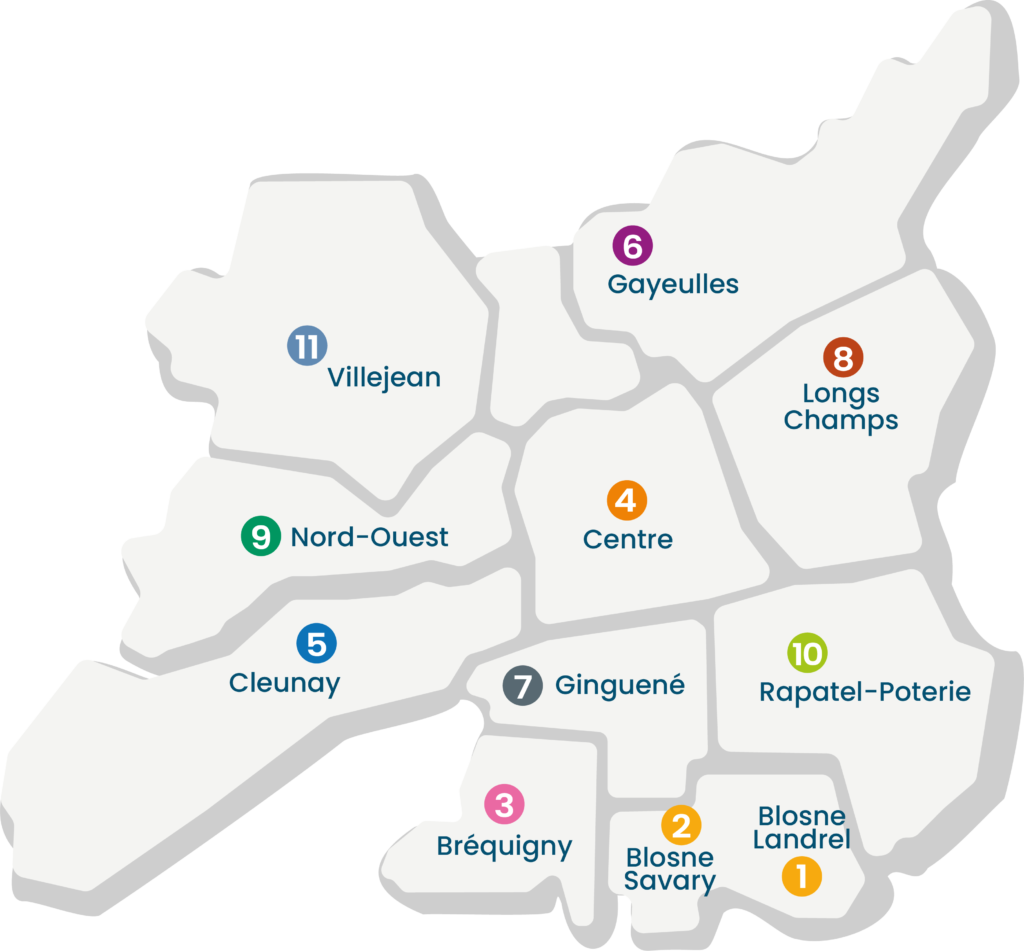 6
Gayeulles
11
Villejean
8
Longs
Champs
4
Centre
9
Nord-Ouest
5
Cleunay
7
Ginguené
10
Rapatel-Poterie
3
Bréquigny
2
Blosne
Savary
Blosne
Landrel
1